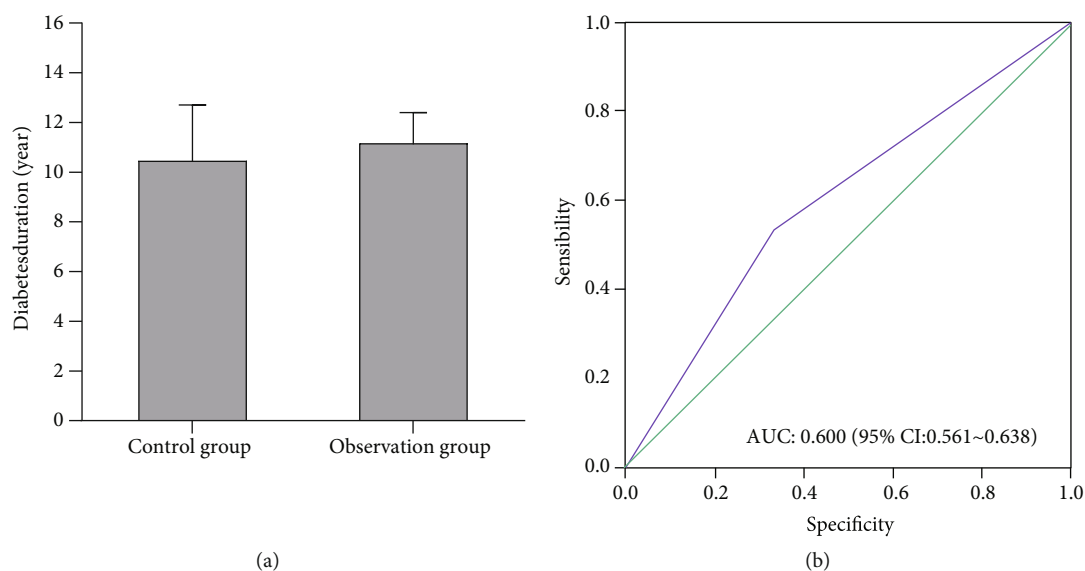 16
14
12
10
8
6
4
2
0
Diabetesduration (year)
Control group
Observation group
(a)
1.0
0.8
0.6
0.4
0.2
0.0
Sensibility
AUC: 0.600 (95% CI:0.561~0.638)
0.0
0.2
0.4
0.6
0.8
1.0
Specificity
(b)